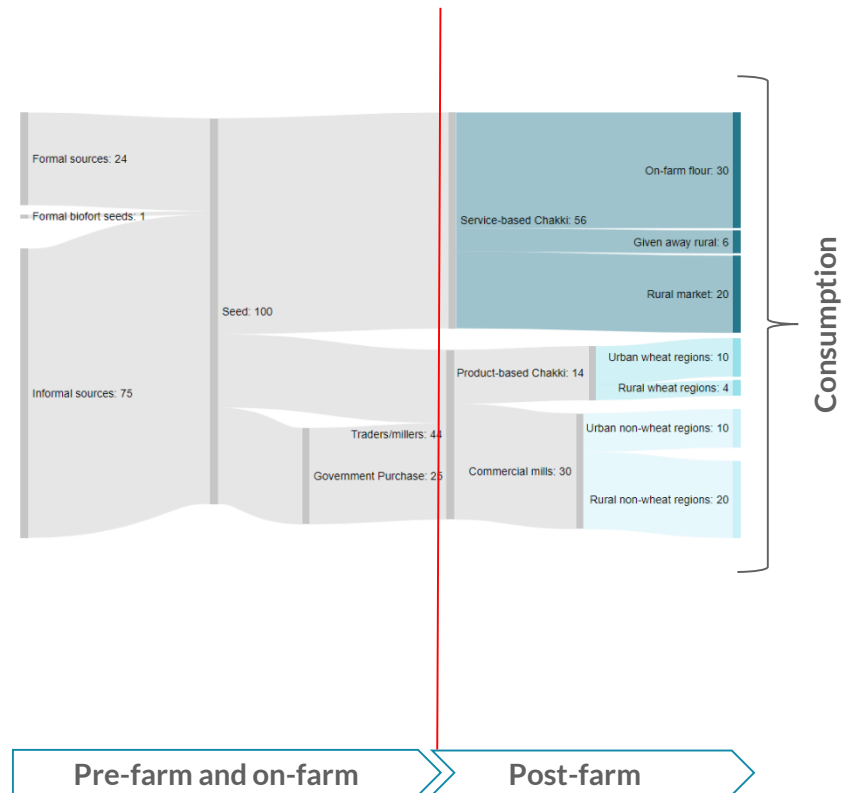 Formal sources: 24
Formal biofort seeds: 1
Informal sources: 75
Seed: 100
Traders/millers: 44
Government Purchase: 25
Service-based Chakki: 56
Product-based Chakki: 14
Commercial mills: 30
On-farm flour: 30
Given away rural: 6
Rural market: 20
Urban wheat regions: 10
Rural wheat regions: 4
Urban non-wheat regions: 10
Rural non-wheat regions: 20
Consumption
Pre-farm and on-farm
Post-farm